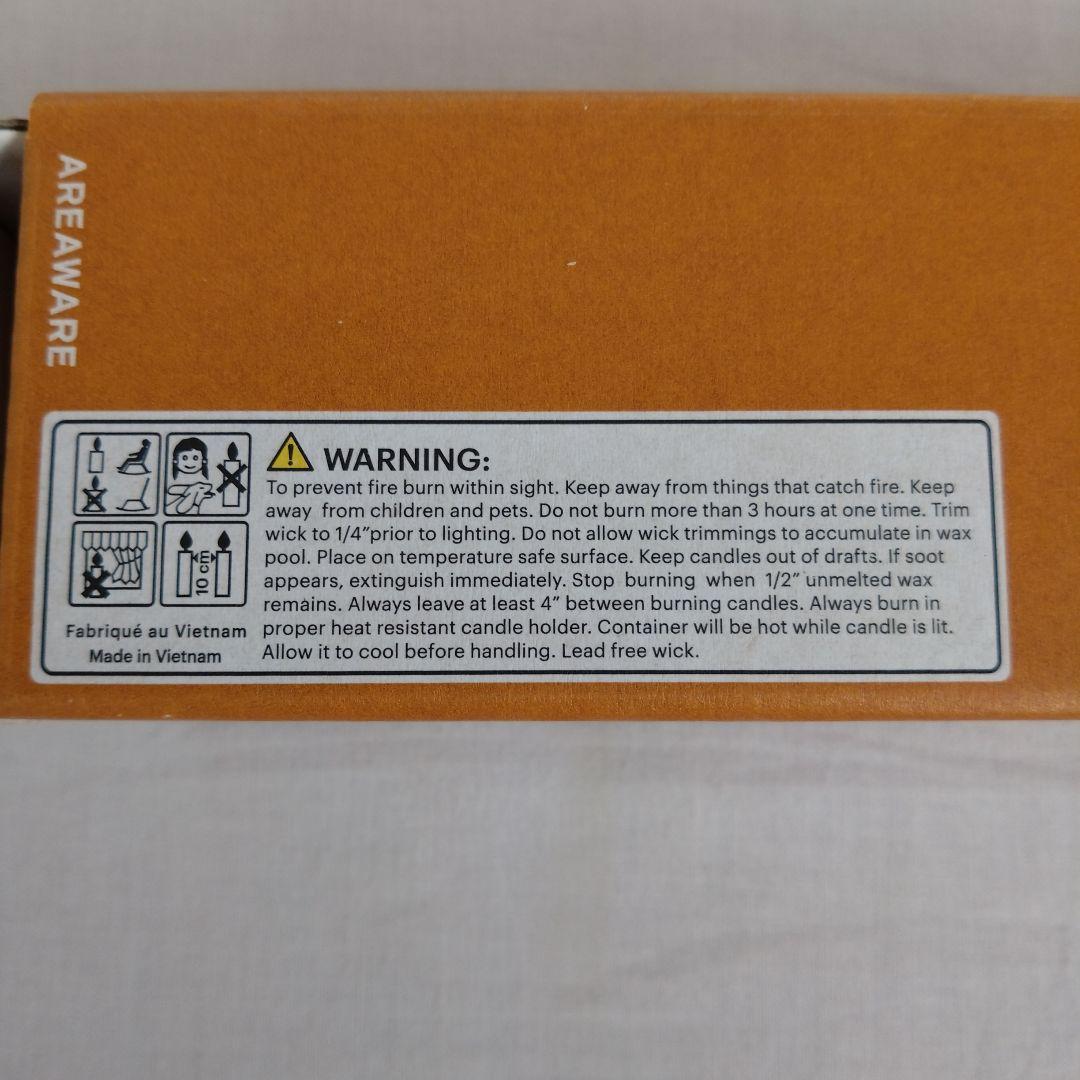 AREAWARE
WARNING:
To prevent fire burn within sight. Keep away from things that catch fire. Keep
away from children and pets. Do not burn more than 3 hours at one time. Trim
wick to 1/4”prior to lighting. Do not allow wick trimmings to accumulate in wax
pool. Place on temperature safe surface. Keep candles out of drafts. If soot
appears, extinguish immediately. Stop burning when 1/2” unmelted wax
remains. Always leave at least 4” between burning candles. Always burn in
proper heat resistant candle holder. Container will be hot while candle is lit.
Allow it to cool before handling. Lead free wick.
10 cm
Fabriqué au Vietnam
Made in Vietnam